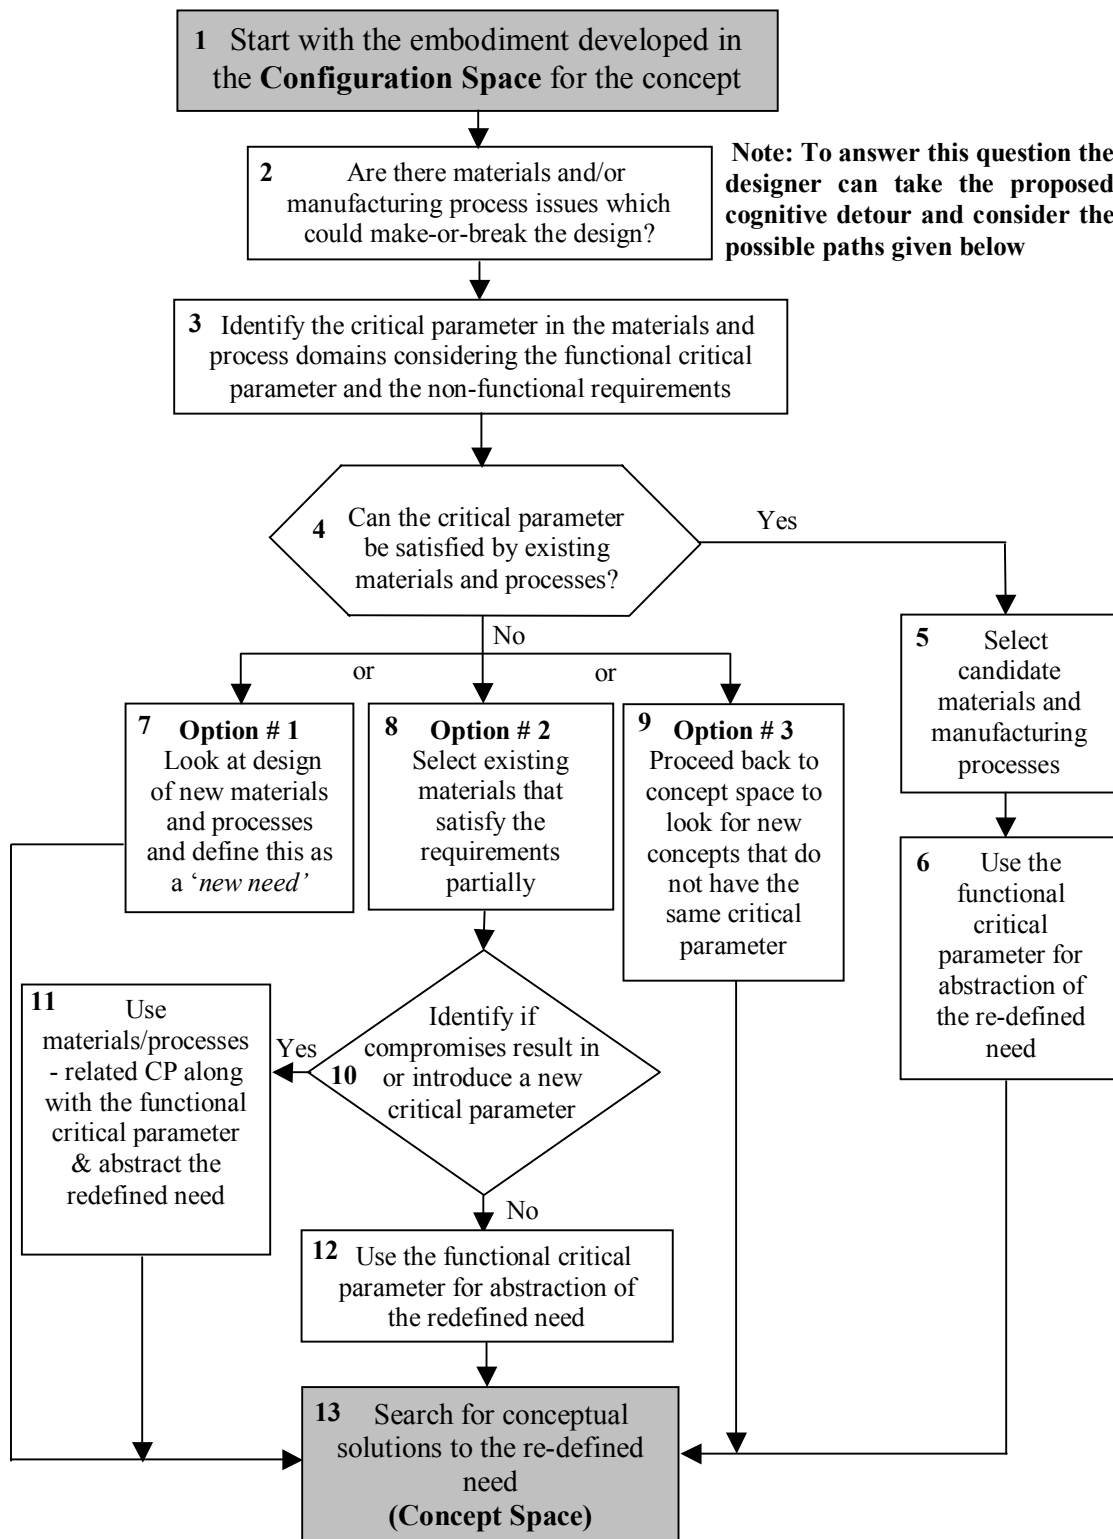 1 Start with the embodiment developed in
the Configuration Space for the concept
2 Are there materials and/or
manufacturing process issues which
could make-or-break the design?
Note: To answer this question the
designer can take the proposed
cognitive detour and consider the
possible paths given below
3 Identify the critical parameter in the materials and
process domains considering the functional critical
parameter and the non-functional requirements
4 Can the critical parameter
be satisfied by existing
materials and processes?
Yes
No
or
or
5 Select
candidate
materials and
manufacturing
processes
7 Option # 1
Look at design
of new materials
and processes
and define this as
a ‘new need’
8 Option # 2
Select existing
materials that
satisfy the
requirements
partially
9 Option # 3
Proceed back to
concept space to
look for new
concepts that do
not have the
same critical
parameter
6 Use the
functional
critical
parameter for
abstraction of
the re-defined
need
11 Use
materials/processes
- related CP along
with the functional
critical parameter
& abstract the
redefined need
Yes
Identify if
compromises result in
10 or introduce a new
critical parameter
No
12 Use the functional critical
parameter for abstraction of
the redefined need
13 Search for conceptual
solutions to the re-defined
need
(Concept Space)